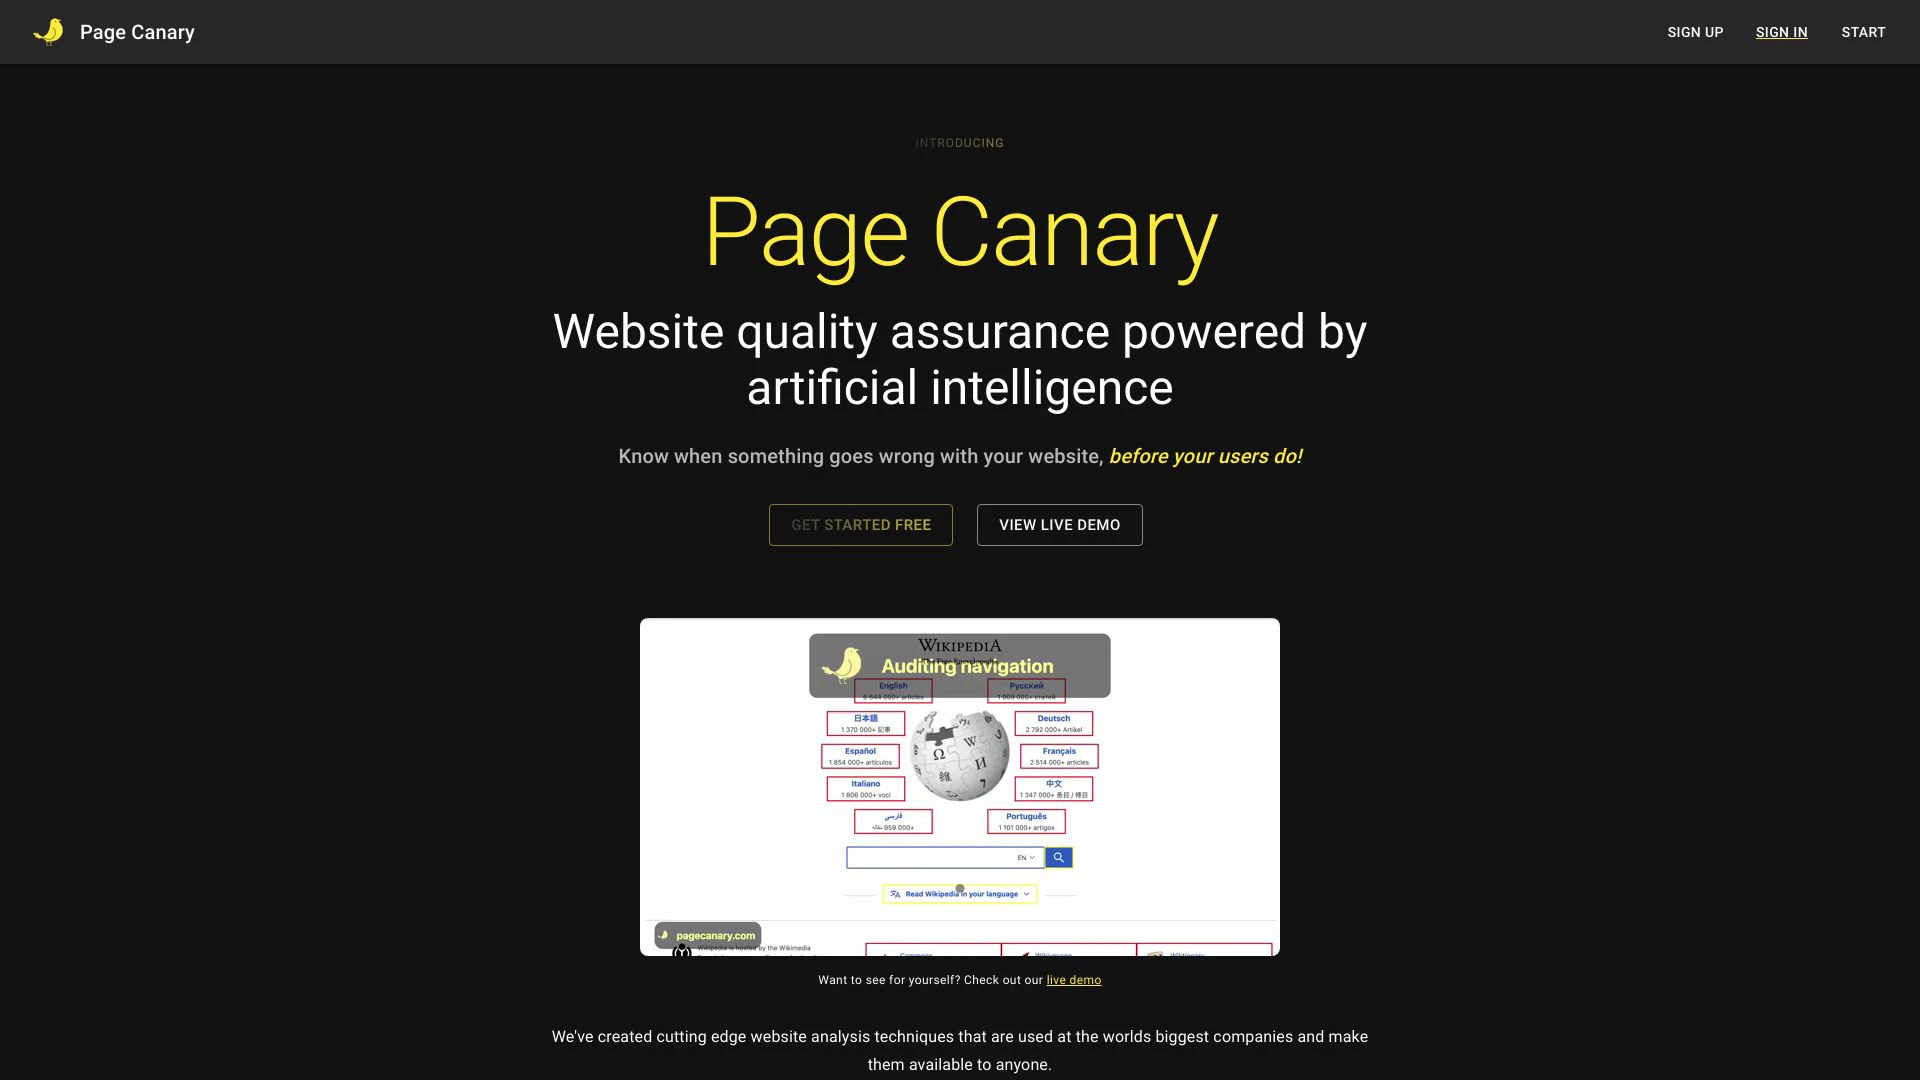 Page Canary
SIGN UP
SIGN IN
START
INTRODUCING
Page Canary
Website quality assurance powered by
artificial intelligence
Know when something goes wrong with your website, before your users do!
GET STARTED FREE
VIEW LIVE DEMO
WIKIPEDIA
Auditing navigation
English
6 644 000+ articles
Русский
1 909 000+ статей
日本語
1 370 000+ 記事
Deutsch
2 792 000+ Artikel
Español
1 854 000+ artículos
Français
2 514 000+ articles
Italiano
1 806 000+ voci
中文
1 347 000+ 条目 / 條目
فارسی
۹۵۹ 000+ مقاله
Português
1 101 000+ artigos
EN
Read Wikipedia in your language
pagecanary.com
Wikipedia is hosted by the Wikimedia
Commons
Wikivoyage
Wiktionary
Want to see for yourself? Check out our live demo
We've created cutting edge website analysis techniques that are used at the worlds biggest companies and make
them available to anyone.